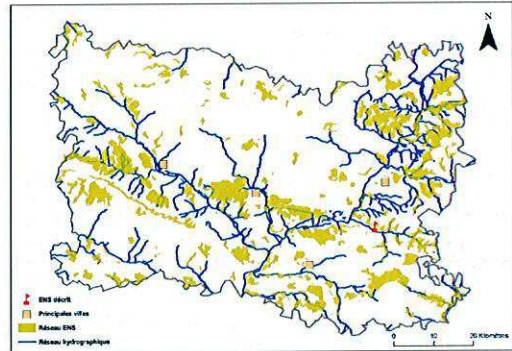 N
ENS décrit
Principales villes
Réseau ENS
Réseau hydrographique
0
10
20 Kilomètres